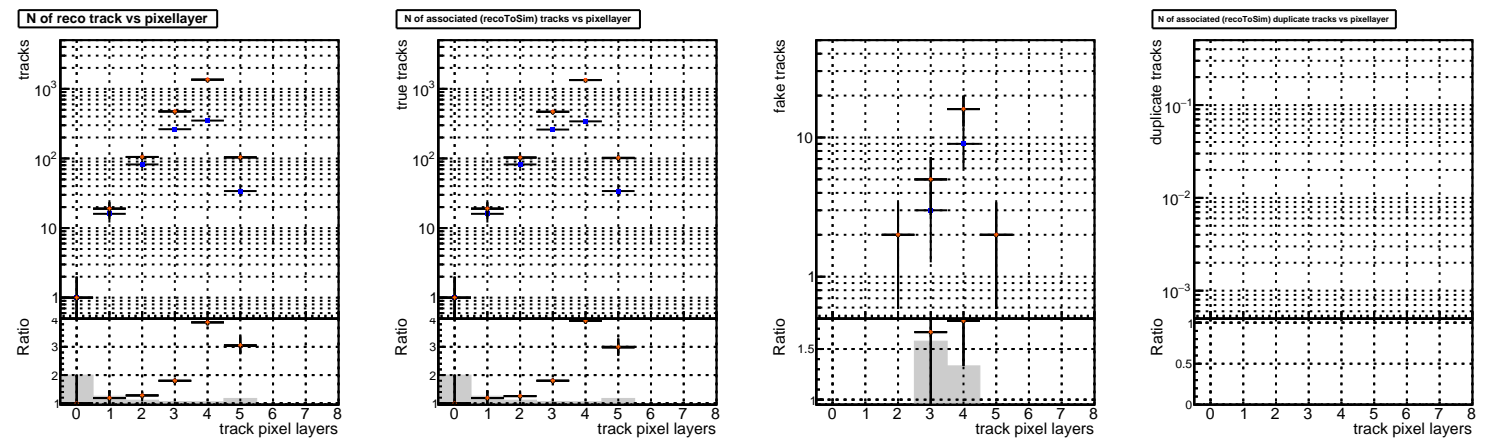 N of reco track vs pixellayer
tracks
10³
10²
10
1
Ratio
4
3
2
1
0 1 2 3 4 5 6 7 8
track pixel layers
N of associated (recoToSim) tracks vs pixellayer
true tracks
10³
10²
10
1
Ratio
4
3
2
1
0 1 2 3 4 5 6 7 8
track pixel layers
fake tracks
10
1
Ratio
1.5
1
0 1 2 3 4 5 6 7 8
track pixel layers
N of associated (recoToSim) duplicate tracks vs pixellayer
duplicate tracks
10⁻¹
10⁻²
10⁻³
Ratio
1
0.5
0
0 1 2 3 4 5 6 7 8
track pixel layers